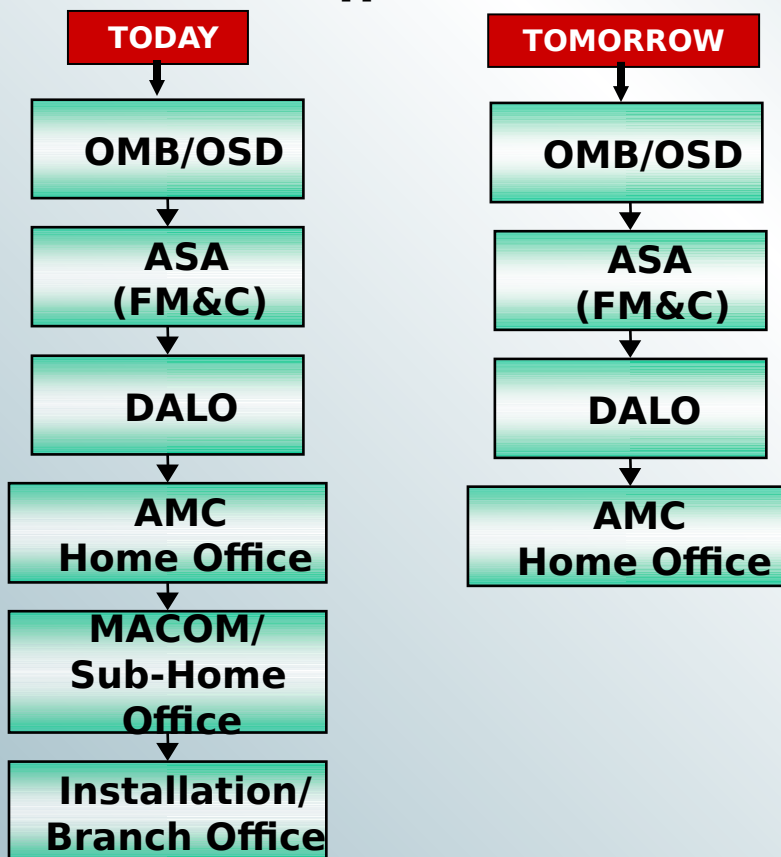 TODAY
OMB/OSD
ASA
(FM&C)
DALO
AMC
Home Office
MACOM/
Sub-Home
Office
Installation/
Branch Office
TOMORROW
OMB/OSD
ASA
(FM&C)
DALO
AMC
Home Office